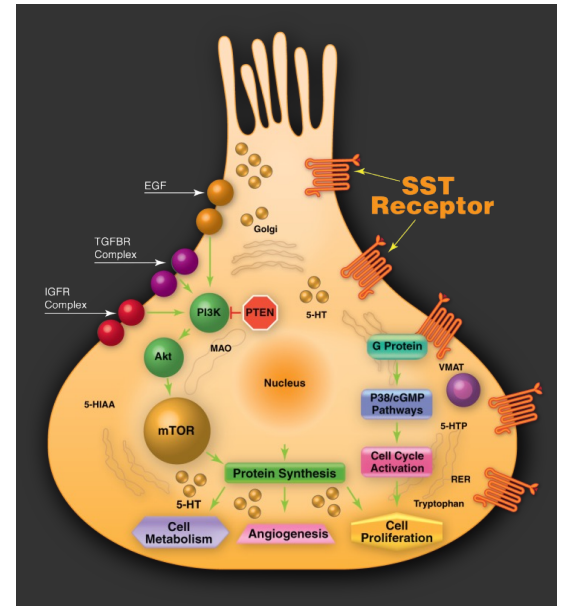 EGF
SST
Receptor
Golgi
TGFBR
Complex
IGFR
Complex
PI3K
PTEN
5-HT
G Protein
MAO
Akt
VMAT
Nucleus
P38/cGMP
Pathways
5-HIAA
mTOR
5-HTP
Cell Cycle
Activation
Protein Synthesis
RER
5-HT
Tryptophan
Cell
Metabolism
Angiogenesis
Cell
Proliferation